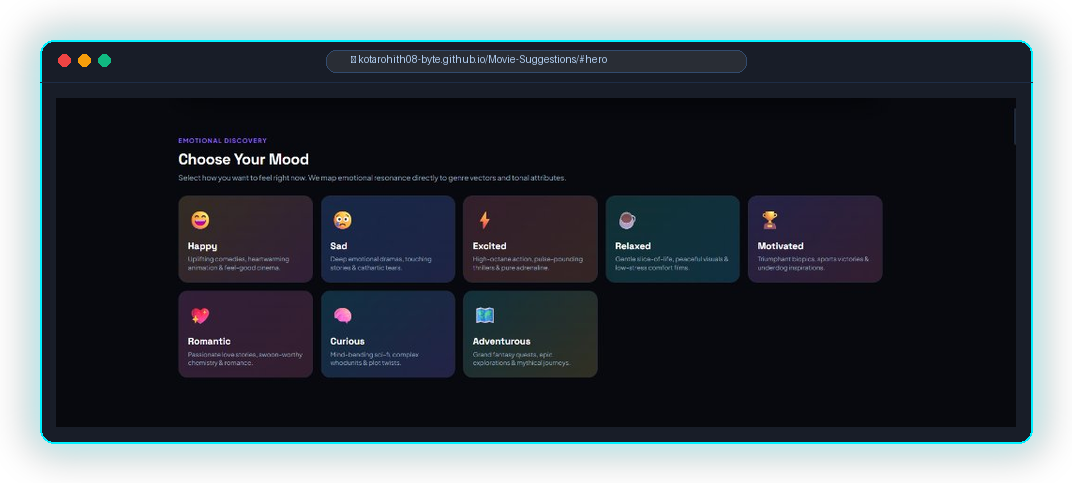 kotarohith08-byte.github.io/Movie-Suggestions/#hero
EMOTIONAL DISCOVERY
Choose Your Mood
Select how you want to feel right now. We map emotional resonance directly to genre vectors and tonal attributes.
Happy
Uplifting comedies, heartwarming
animation & feel-good cinema.
Sad
Deep emotional dramas, touching
stories & cathartic tears.
Excited
High-octane action, pulse-pounding
thrillers & pure adrenaline.
Relaxed
Gentle slice-of-life, peaceful visuals &
low-stress comfort films.
Motivated
Triumphant biopics, sports victories &
underdog inspirations.
Romantic
Passionate love stories, swoon-worthy
chemistry & romance.
Curious
Mind-bending sci-fi, complex
whodunits & plot twists.
Adventurous
Grand fantasy quests, epic
explorations & mythical journeys.